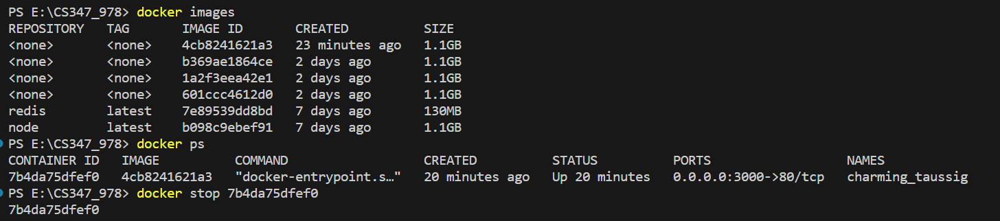 PS E:\CS347_978> docker images
REPOSITORY   TAG       IMAGE ID       CREATED          SIZE
<none>       <none>    4cb8241621a3   23 minutes ago   1.1GB
<none>       <none>    b369ae1864ce   2 days ago       1.1GB
<none>       <none>    1a2f3eea42e1   2 days ago       1.1GB
<none>       <none>    601ccc4612d0   2 days ago       1.1GB
redis        latest    7e89539dd8bd   7 days ago       130MB
node         latest    b098c9ebef91   7 days ago       1.1GB
PS E:\CS347_978> docker ps
CONTAINER ID   IMAGE          COMMAND                  CREATED          STATUS          PORTS                  NAMES
7b4da75dfef0   4cb8241621a3   "docker-entrypoint.s…"   20 minutes ago   Up 20 minutes   0.0.0.0:3000->80/tcp   charming_taussig
PS E:\CS347_978> docker stop 7b4da75dfef0
7b4da75dfef0